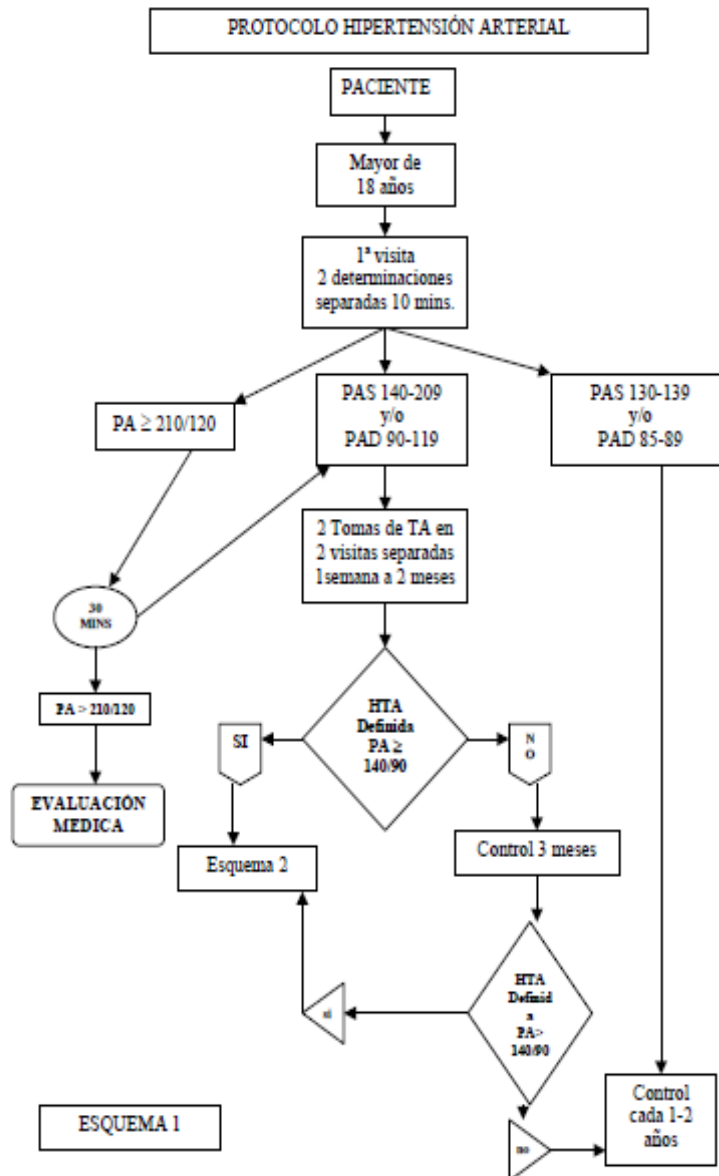 PROTOCOLO HIPERTENSIÓN ARTERIAL
PACIENTE
Mayor de
18 años
1ª visita
2 determinaciones
separadas 10 mins.
PA ≥ 210/120
PAS 140-209
y/o
PAD 90-119
PAS 130-139
y/o
PAD 85-89
2 Tomas de TA en
2 visitas separadas
1semana a 2 meses
30
MINS
PA > 210/120
EVALUACIÓN
MEDICA
HTA
Definida
PA ≥
140/90
SI
N
O
Esquema 2
Control 3 meses
HTA
Definid
a
PA>
140/90
si
no
Control
cada 1-2
años
ESQUEMA 1